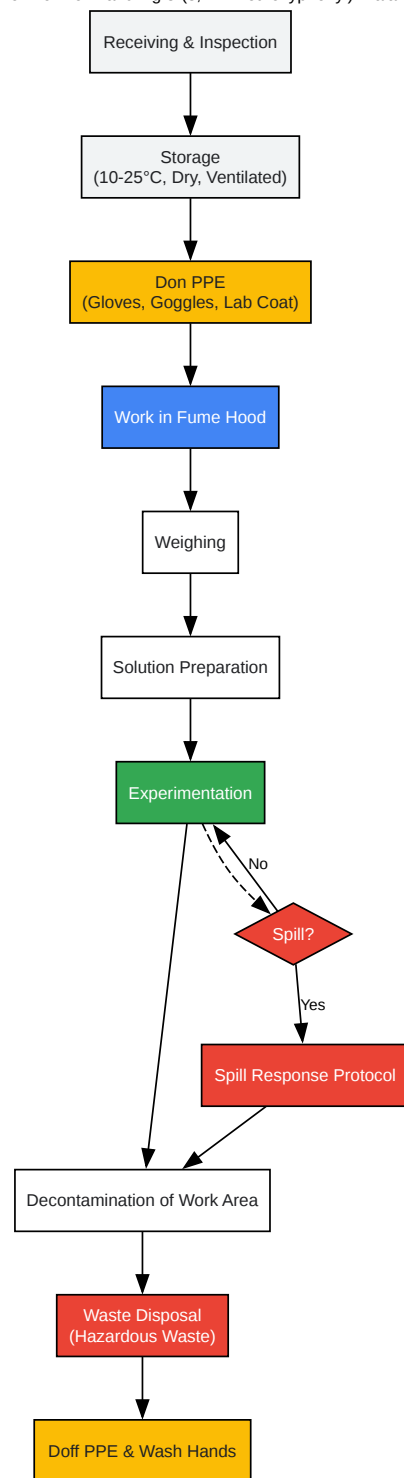 Receiving & Inspection
Storage
(10-25°C, Dry, Ventilated)
Don PPE
(Gloves, Goggles, Lab Coat)
Work in Fume Hood
Weighing
Solution Preparation
Experimentation
No
Spill?
Yes
Spill Response Protocol
Decontamination of Work Area
Waste Disposal
(Hazardous Waste)
Doff PPE & Wash Hands